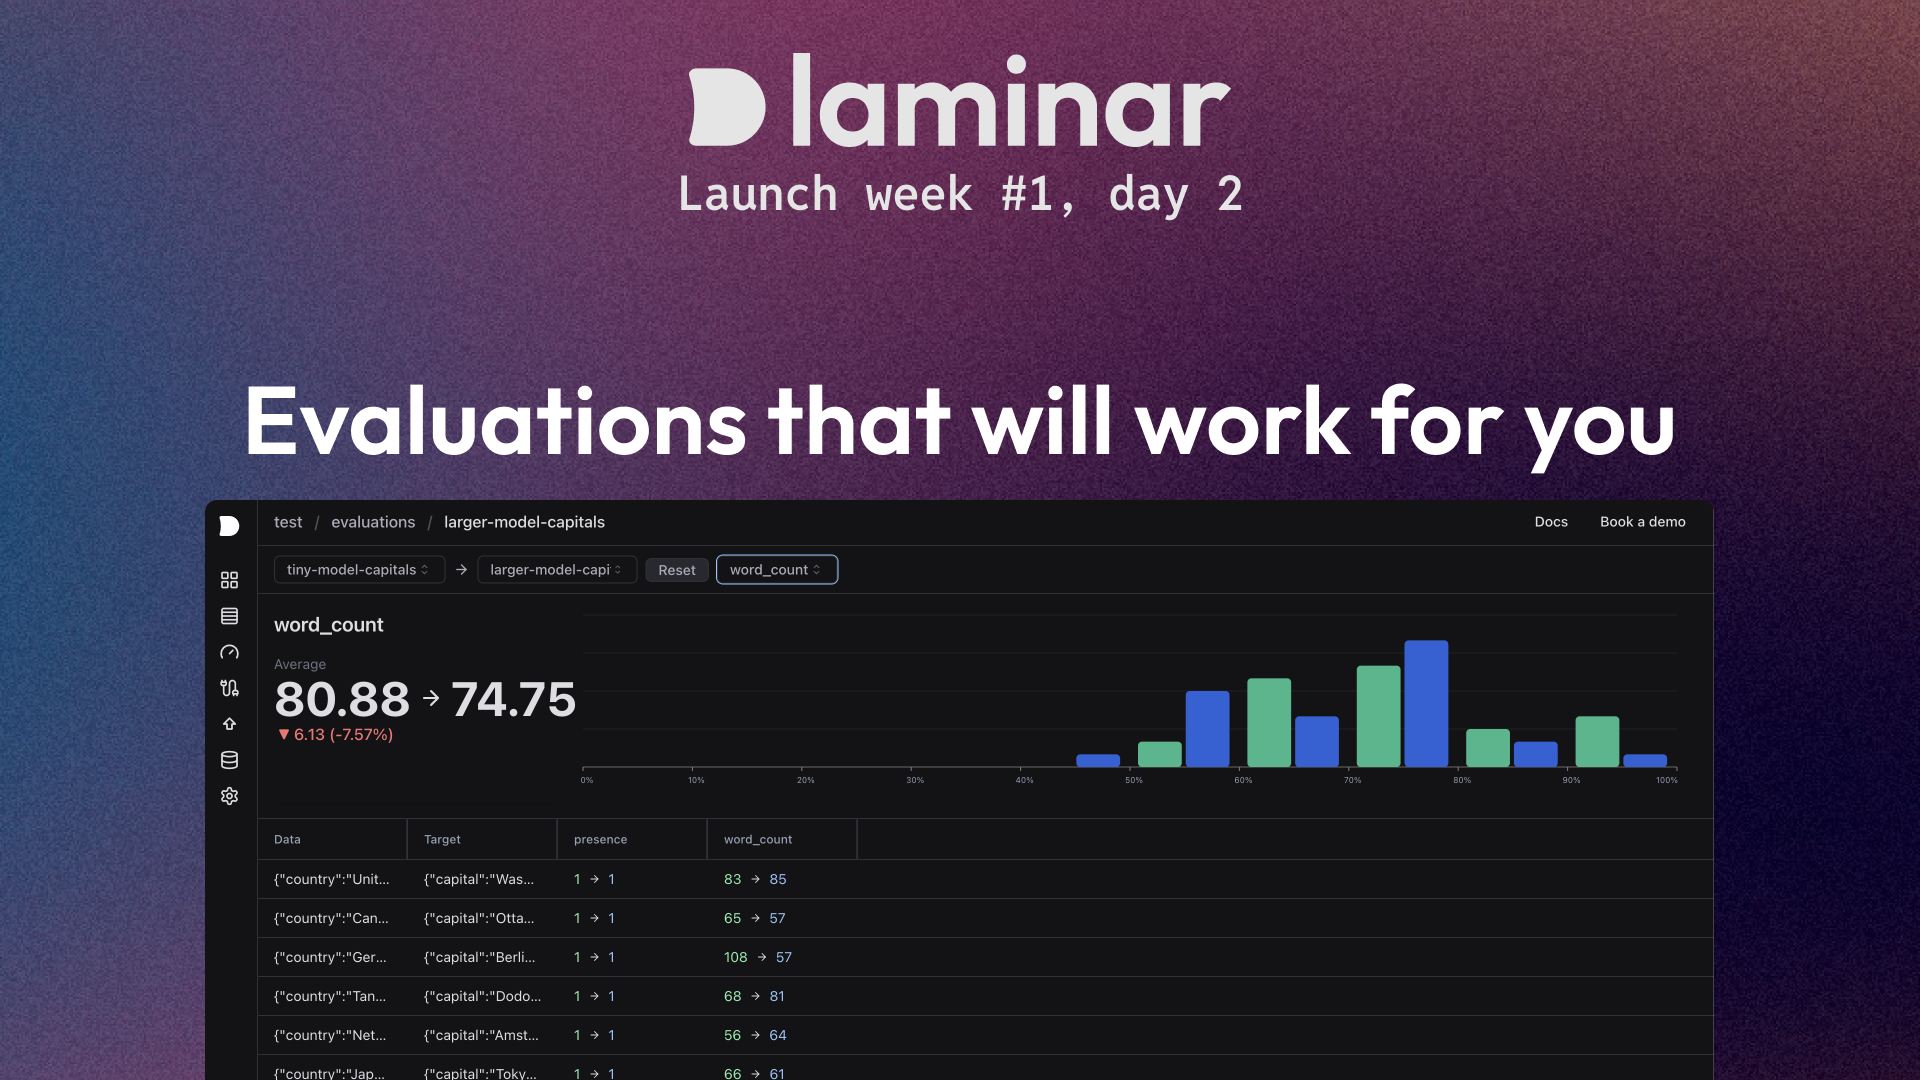 laminar
Launch week #1, day 2
Evaluations that will work for you
test / evaluations / larger-model-capitals
Docs
Book a demo
tiny-model-capitals → larger-model-capi Reset word_count
word_count
Average
80.88 → 74.75
▼ 6.13 (-7.57%)
0% 10% 20% 30% 40% 50% 60% 70% 80% 90% 100%
Data Target presence word_count
{"country":"Unit... {"capital":"Was... 1 → 1 83 → 85
{"country":"Can... {"capital":"Otta... 1 → 1 65 → 57
{"country":"Ger... {"capital":"Berli... 1 → 1 108 → 57
{"country":"Tan... {"capital":"Dodo... 1 → 1 68 → 81
{"country":"Net... {"capital":"Amst... 1 → 1 56 → 64
{"country":"Jap... {"capital":"Toky... 1 → 1 66 → 61